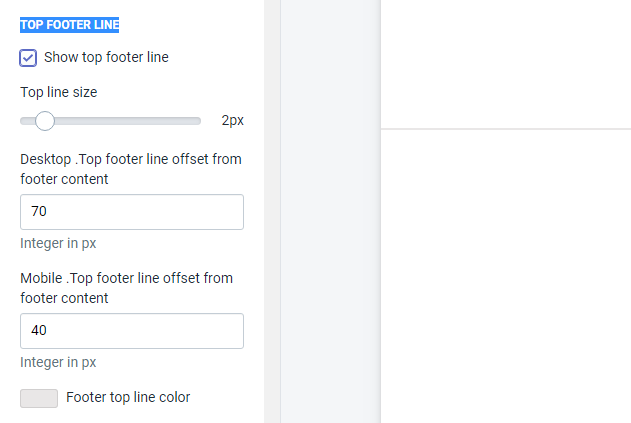 TOP FOOTER LINE
Show top footer line
Top line size
2px
Desktop .Top footer line offset from
footer content
70
Integer in px
Mobile .Top footer line offset from
footer content
40
Integer in px
Footer top line color